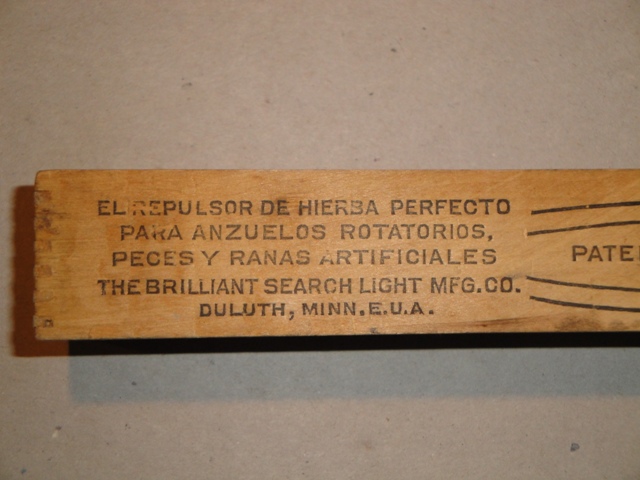 EL REPULSOR DE HIERBA PERFECTO
PARA ANZUELOS ROTATORIOS,
PECES Y RANAS ARTIFICIALES
THE BRILLIANT SEARCH LIGHT MFG.CO.
DULUTH, MINN.E.U.A.
PATE